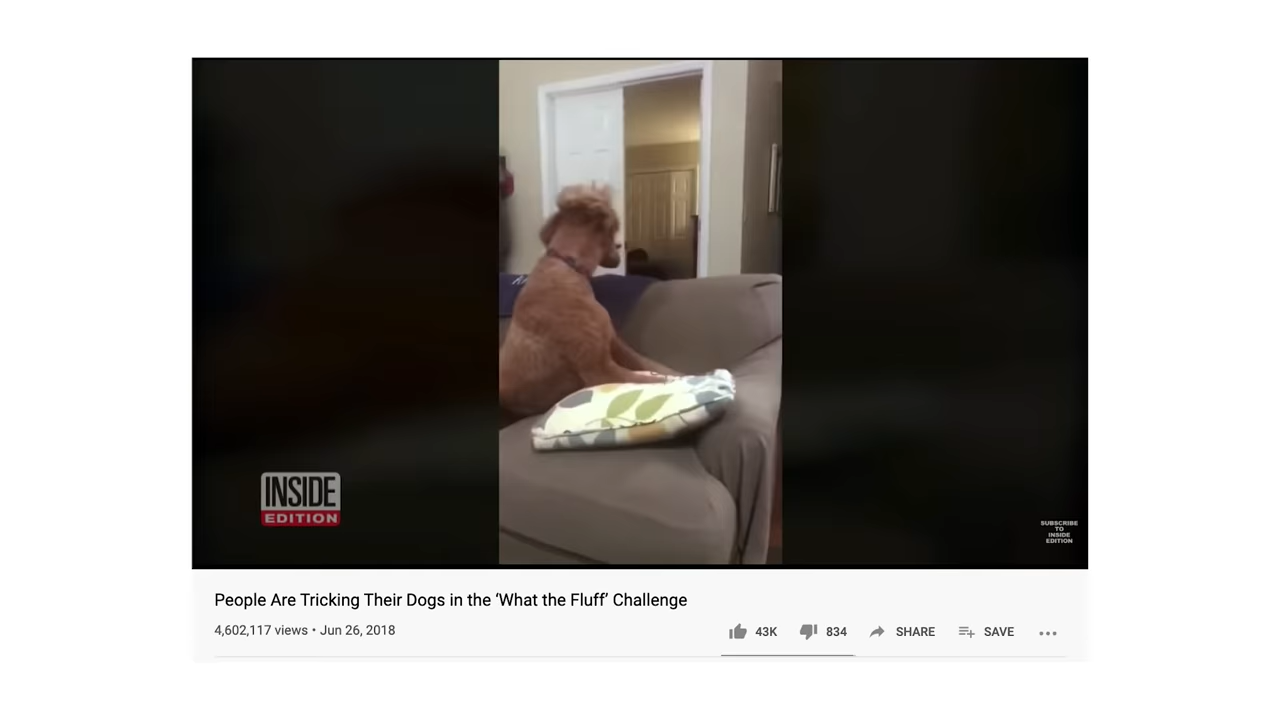 INSIDE
EDITION
SUBSCRIBE
TO
INSIDE
EDITION
People Are Tricking Their Dogs in the ‘What the Fluff’ Challenge
4,602,117 views • Jun 26, 2018
43K
834
SHARE
SAVE